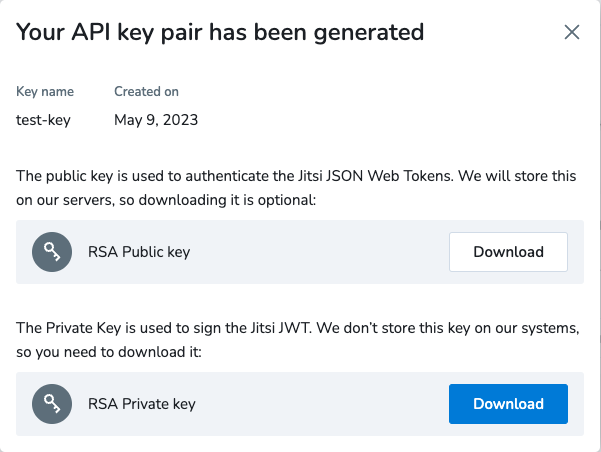 Your API key pair has been generated
Key name Created on
test-key May 9, 2023
The public key is used to authenticate the Jitsi JSON Web Tokens. We will store this
on our servers, so downloading it is optional:
RSA Public key Download
The Private Key is used to sign the Jitsi JWT. We don’t store this key on our systems,
so you need to download it:
RSA Private key Download